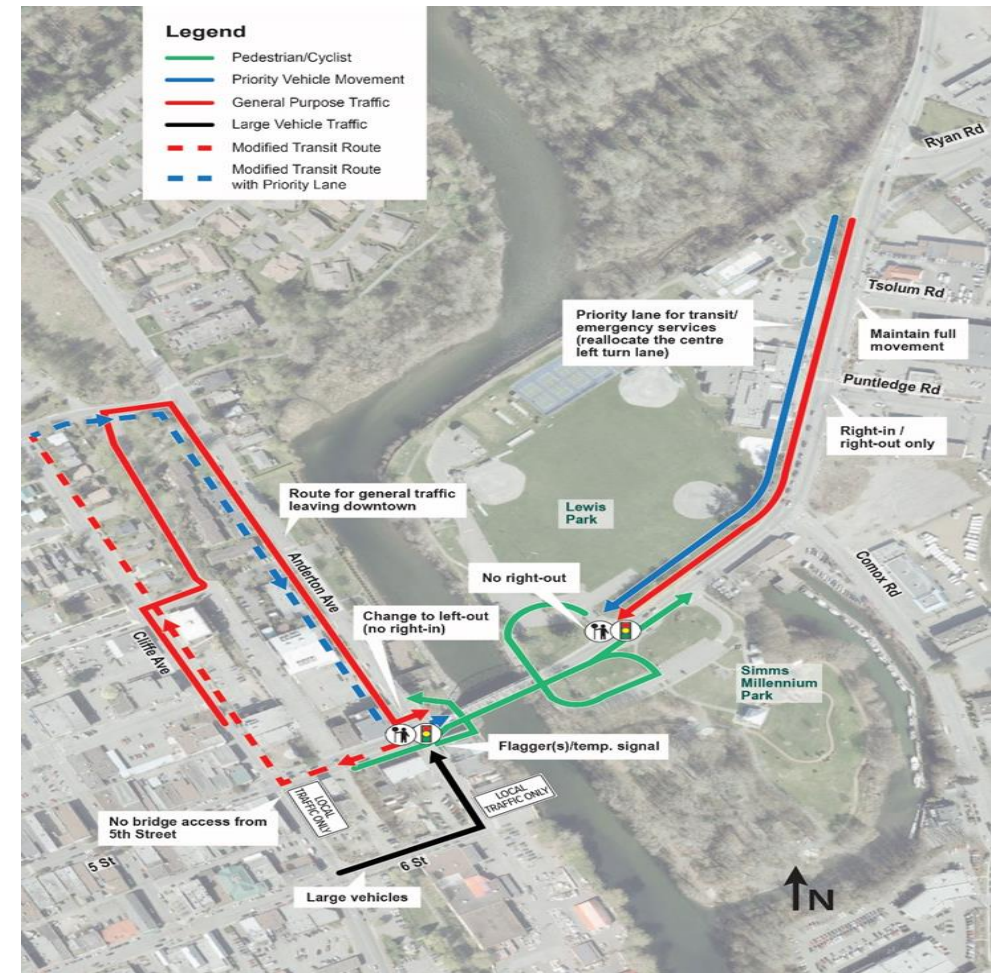 Legend
Pedestrian/Cyclist
Priority Vehicle Movement
General Purpose Traffic
Large Vehicle Traffic
Modified Transit Route
Modified Transit Route
with Priority Lane
Ryan Rd
Tsolum Rd
Priority lane for transit/
emergency services
(reallocate the centre
left turn lane)
Maintain full
movement
Puntledge Rd
Right-in /
right-out only
Route for general traffic
leaving downtown
Lewis
Park
Comox Rd
Anderton Ave
No right-out
Change to left-out
(no right-in)
Cliffe Ave
Simms
Millennium
Park
Flagger(s)/temp. signal
LOCAL
TRAFFIC ONLY
LOCAL
TRAFFIC ONLY
No bridge access from
5th Street
5 St
6 St
Large vehicles
N